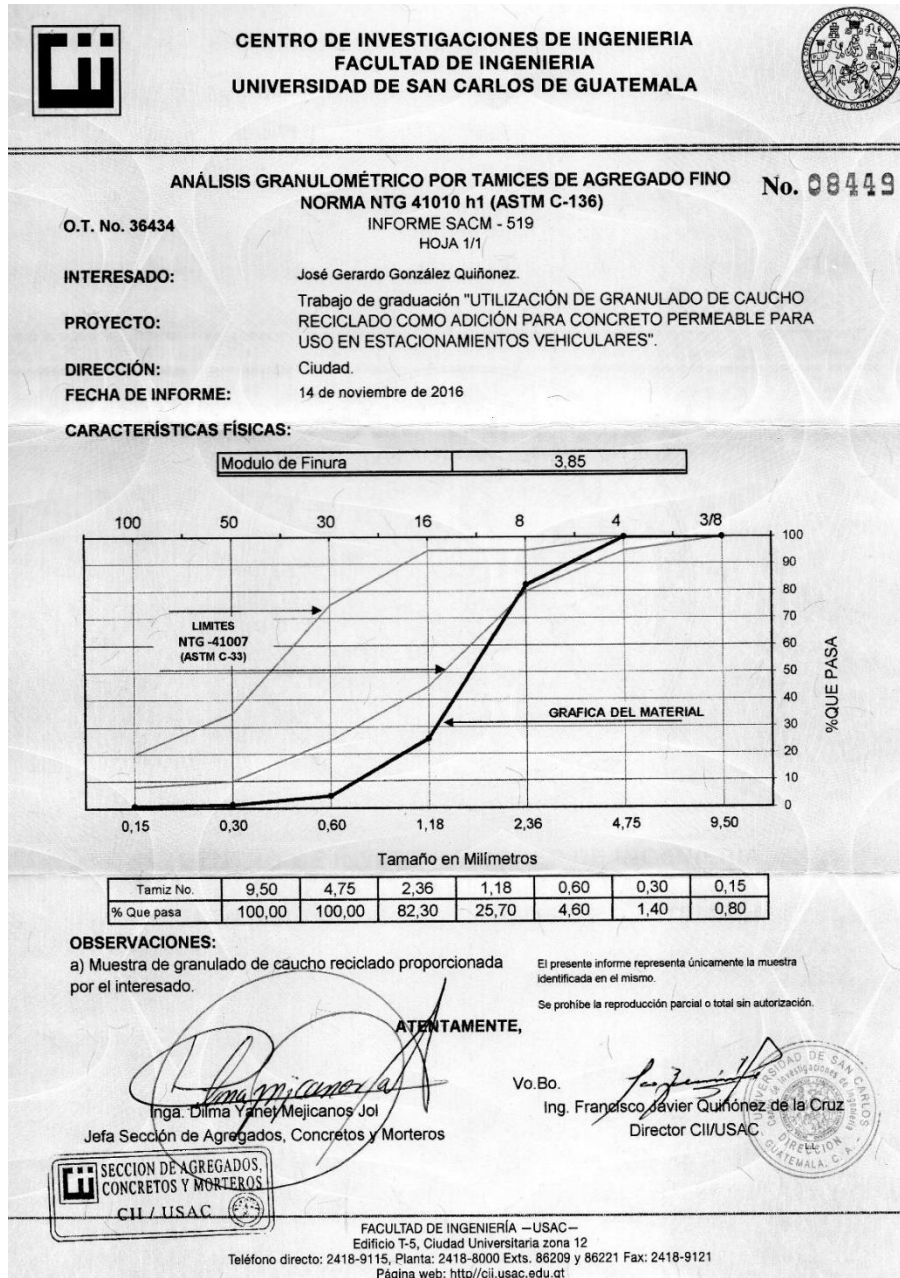 Cii
CENTRO DE INVESTIGACIONES DE INGENIERIA
FACULTAD DE INGENIERIA
UNIVERSIDAD DE SAN CARLOS DE GUATEMALA
ANÁLISIS GRANULOMÉTRICO POR TAMICES DE AGREGADO FINO No. 08449
NORMA NTG 41010 h1 (ASTM C-136)
O.T. No. 36434 INFORME SACM - 519
HOJA 1/1
INTERESADO: José Gerardo González Quiñonez.
PROYECTO: Trabajo de graduación "UTILIZACIÓN DE GRANULADO DE CAUCHO
RECICLADO COMO ADICIÓN PARA CONCRETO PERMEABLE PARA
USO EN ESTACIONAMIENTOS VEHICULARES".
DIRECCIÓN: Ciudad.
FECHA DE INFORME: 14 de noviembre de 2016
CARACTERÍSTICAS FÍSICAS:
Modulo de Finura 3,85
100 50 30 16 8 4 3/8
100
90
80
70
60
50
40
30
20
10
0
%QUE PASA
LIMITES
NTG -41007
(ASTM C-33)
GRAFICA DEL MATERIAL
0,15 0,30 0,60 1,18 2,36 4,75 9,50
Tamaño en Milímetros
Tamiz No. 9,50 4,75 2,36 1,18 0,60 0,30 0,15
% Que pasa 100,00 100,00 82,30 25,70 4,60 1,40 0,80
OBSERVACIONES:
a) Muestra de granulado de caucho reciclado proporcionada
por el interesado.
El presente informe representa únicamente la muestra
identificada en el mismo.
Se prohíbe la reproducción parcial o total sin autorización.
ATENTAMENTE,
Inga. Dilma Yanet Mejicanos Jol
Jefa Sección de Agregados, Concretos y Morteros
Vo.Bo.
Ing. Francisco Javier Quiñónez de la Cruz
Director CII/USAC
UNIVERSIDAD DE SAN CARLOS
DIRECCION
GUATEMALA, C. A.
Cii SECCION DE AGREGADOS,
CONCRETOS Y MORTEROS
CII / USAC
FACULTAD DE INGENIERÍA —USAC—
Edificio T-5, Ciudad Universitaria zona 12
Teléfono directo: 2418-9115, Planta: 2418-8000 Exts. 86209 y 86221 Fax: 2418-9121
Página web: http//cii.usac.edu.gt